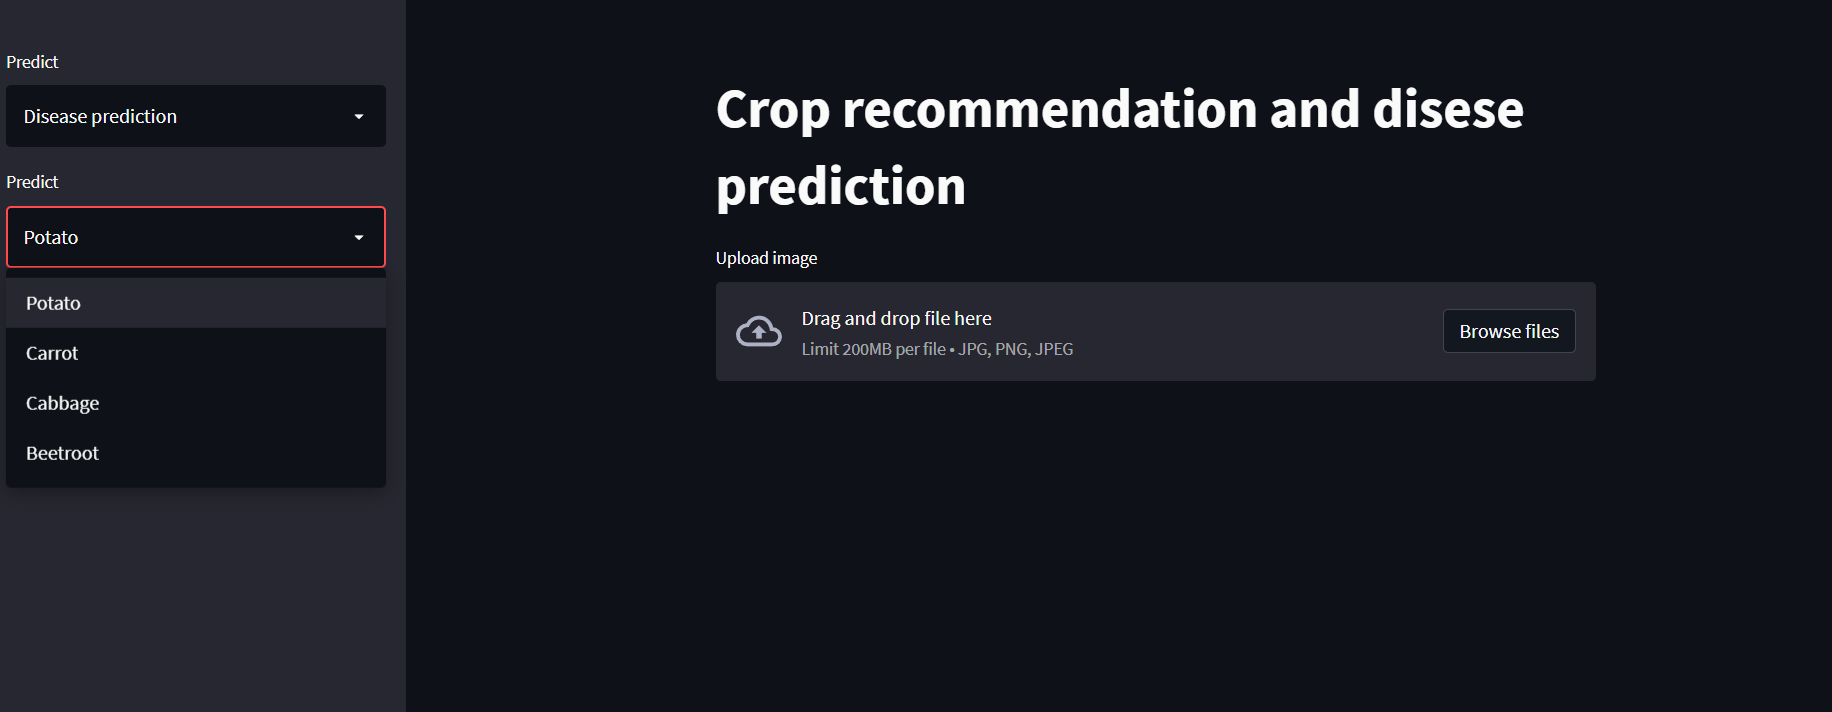 Predict
Disease prediction
Predict
Potato
Potato
Carrot
Cabbage
Beetroot
Crop recommendation and disese
prediction
Upload image
Drag and drop file here
Limit 200MB per file • JPG, PNG, JPEG
Browse files